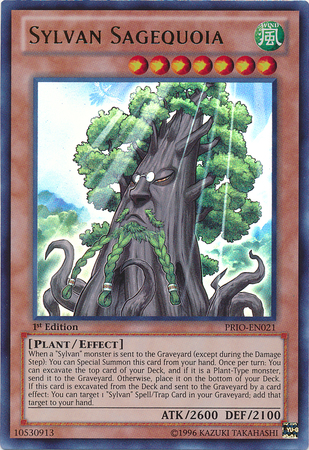 SYLVAN SAGEQUOIA
WIND
風
1st Edition
PRIO-EN021
[PLANT / EFFECT]
When a "Sylvan" monster is sent to the Graveyard (except during the Damage
Step): You can Special Summon this card from your hand. Once per turn: You
can excavate the top card of your Deck, and if it is a Plant-Type monster,
send it to the Graveyard. Otherwise, place it on the bottom of your Deck.
If this card is excavated from the Deck and sent to the Graveyard by a card
effect: You can target 1 "Sylvan" Spell/Trap Card in your Graveyard; add
that target to your hand.
ATK/2600 DEF/2100
10530913
©1996 KAZUKI TAKAHASHI